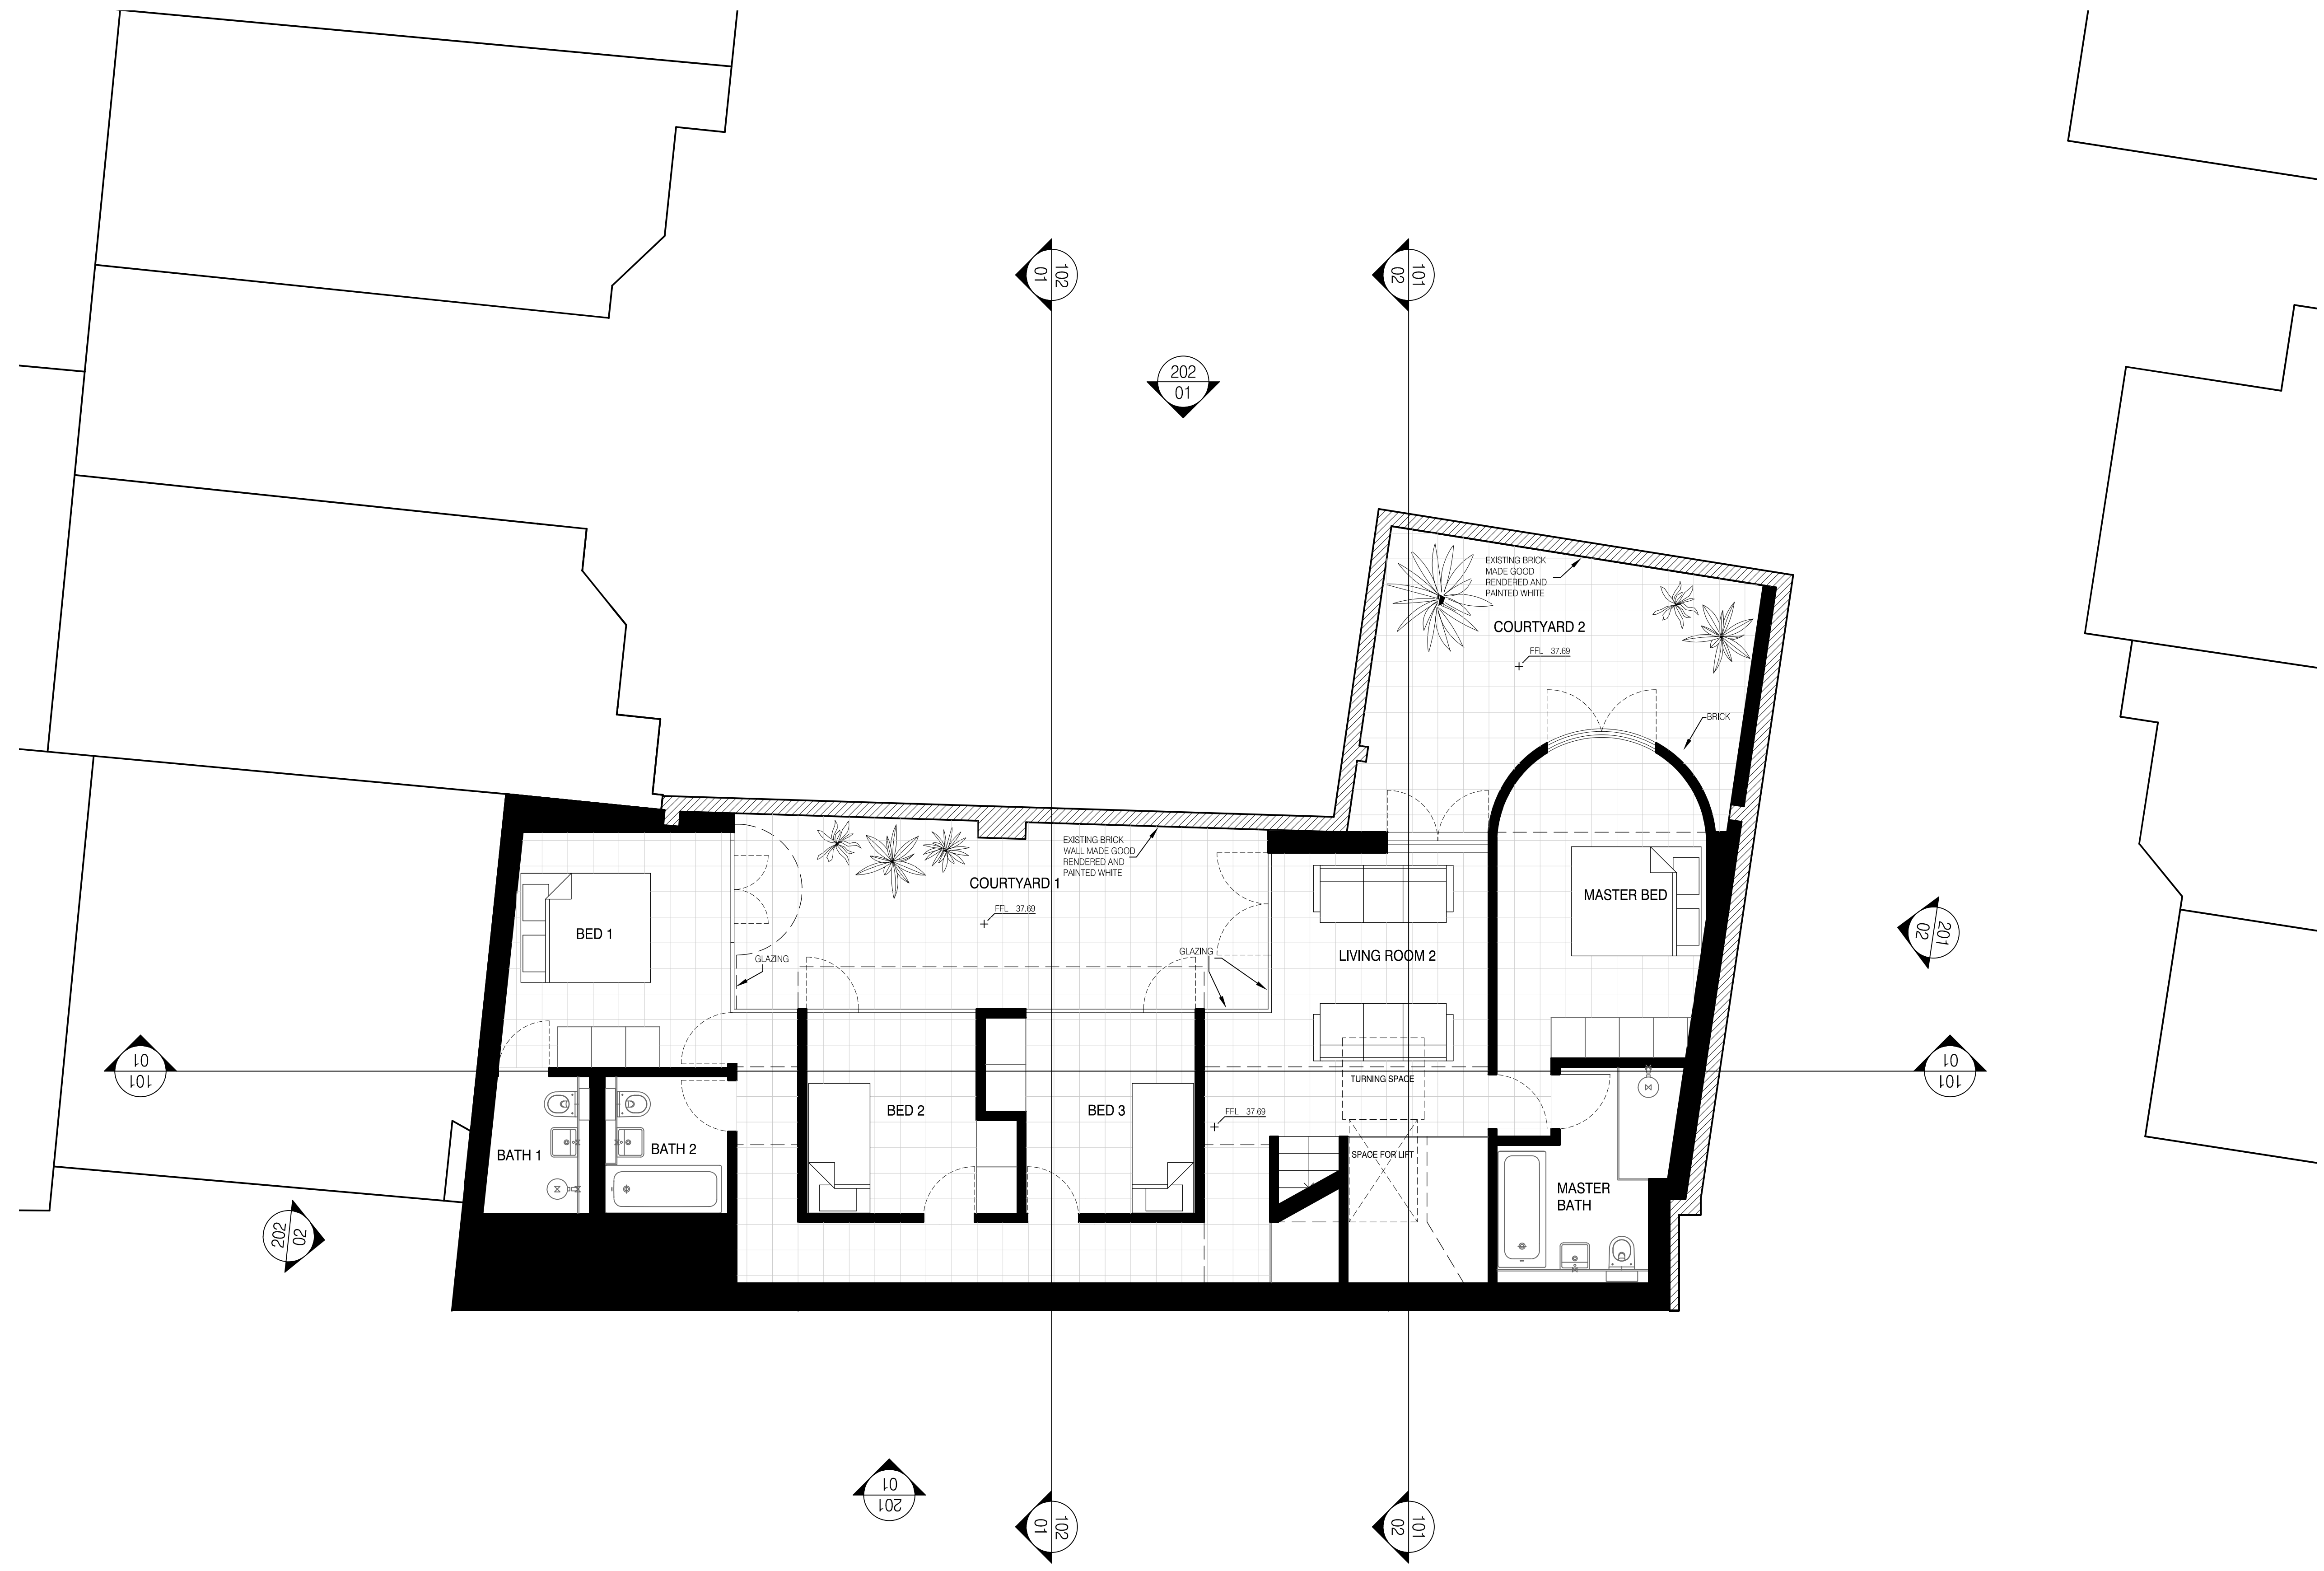 102
01
101
02
202
01
EXISTING BRICK
MADE GOOD
RENDERED AND
PAINTED WHITE
COURTYARD 2
FFL 37.69
BRICK
EXISTING BRICK
WALL MADE GOOD
RENDERED AND
PAINTED WHITE
COURTYARD 1
FFL 37.69
MASTER BED
BED 1
GLAZING
GLAZING
LIVING ROOM 2
201
02
01
101
01
101
TURNING SPACE
BED 2
BED 3
FFL 37.69
BATH 1
BATH 2
SPACE FOR LIFT
MASTER
BATH
202
02
01
201
102
01
101
02